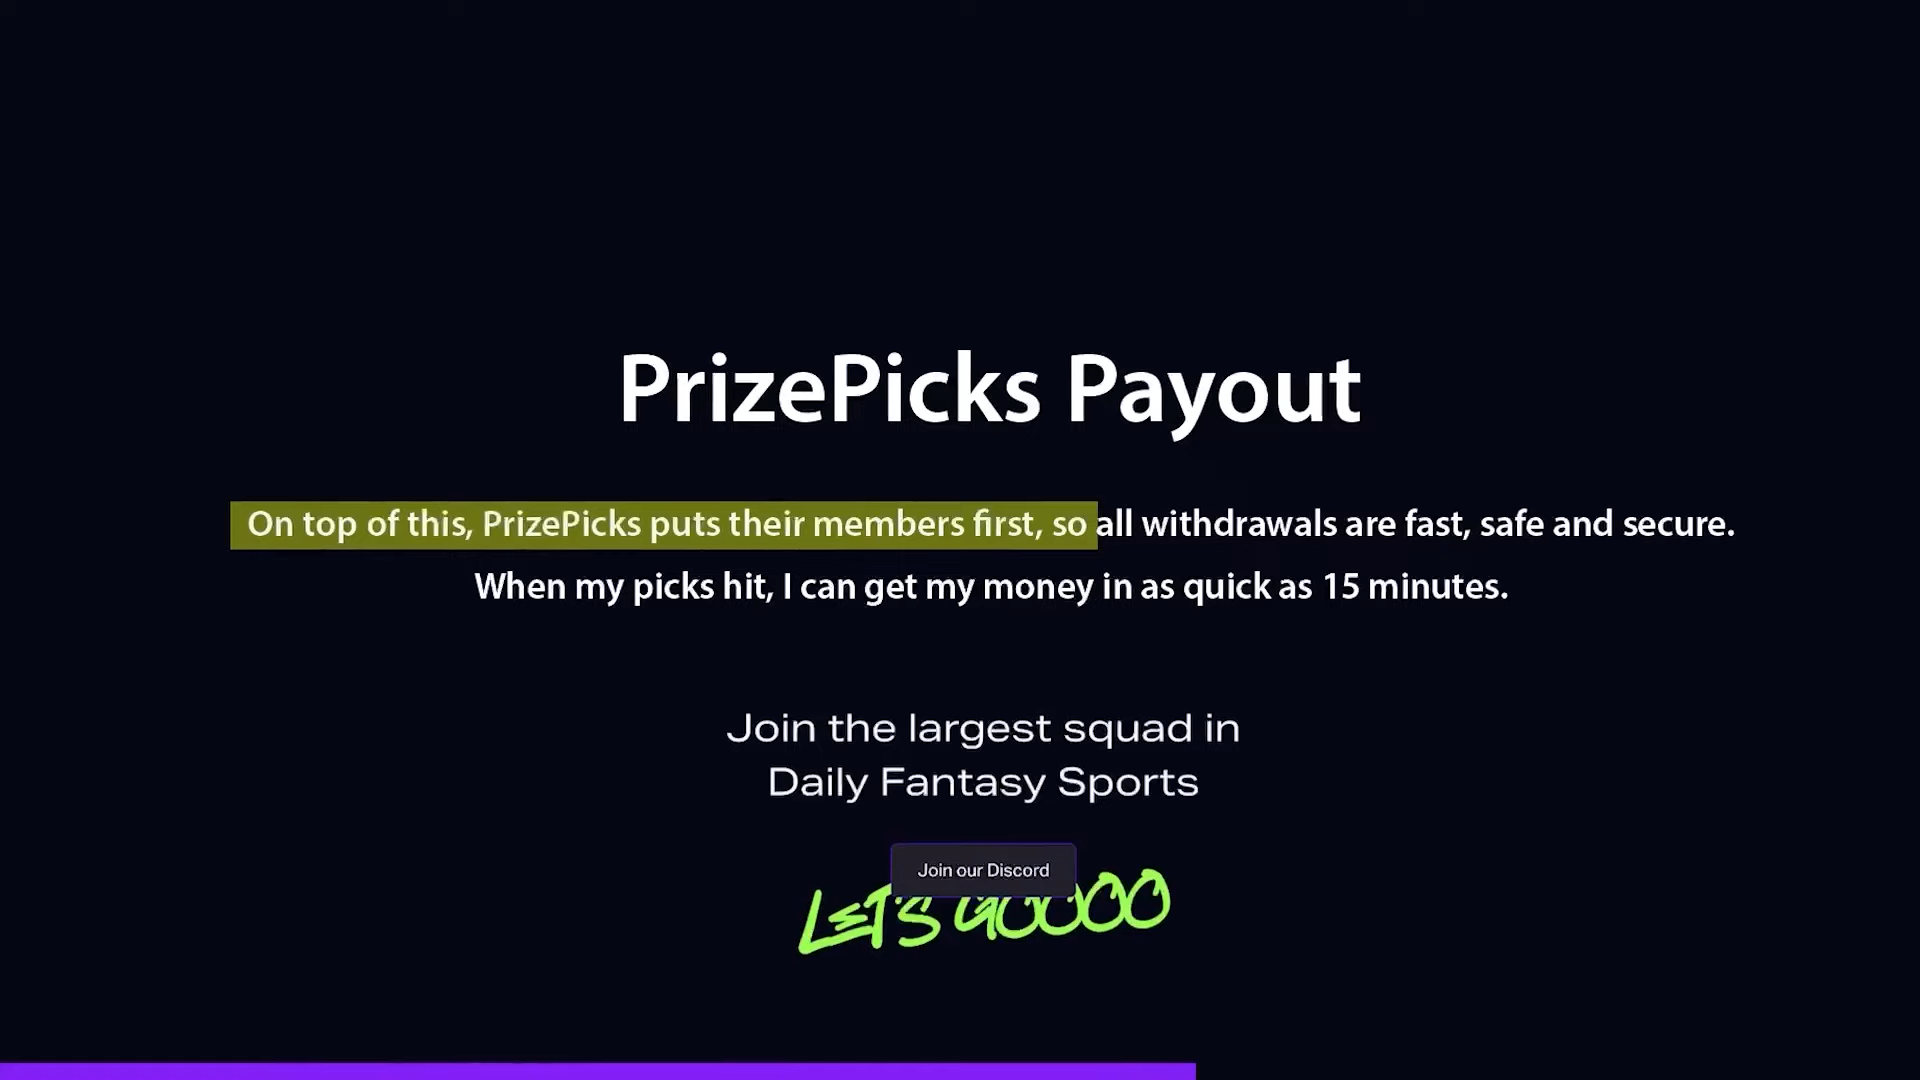 PrizePicks Payout
On top of this, PrizePicks puts their members first, so all withdrawals are fast, safe and secure.
When my picks hit, I can get my money in as quick as 15 minutes.
Join the largest squad in
Daily Fantasy Sports
Join our Discord
LET'S GOOOO